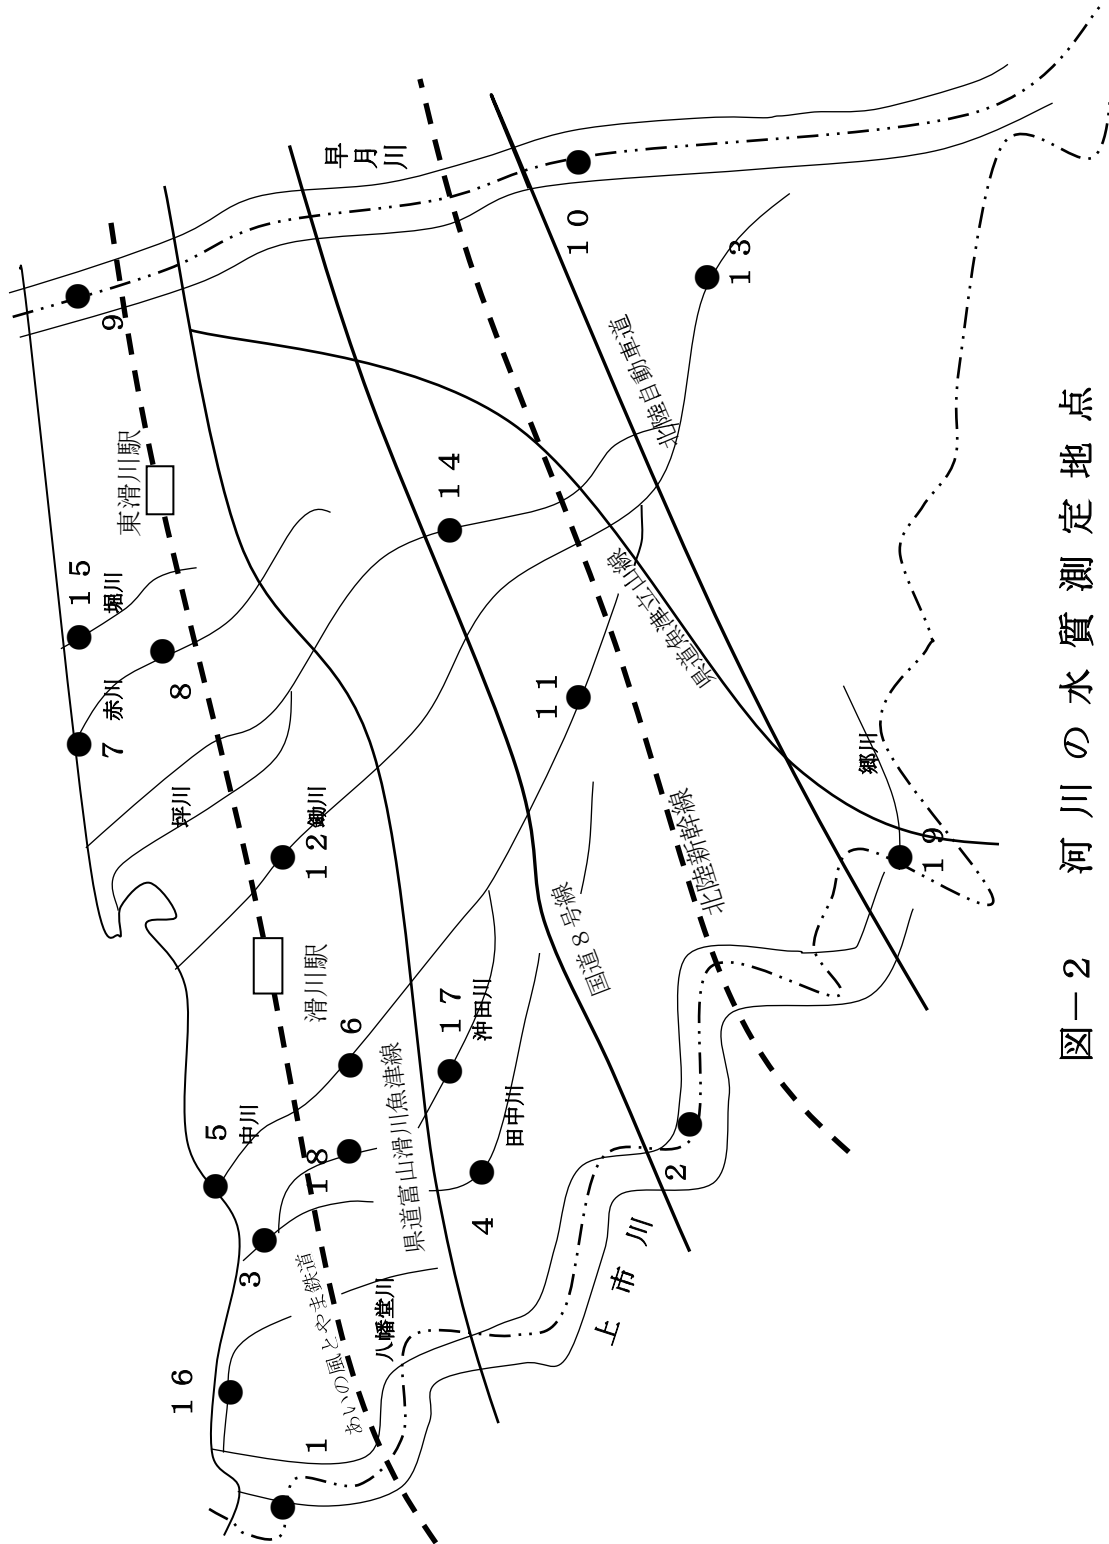 早月川
9
10
13
北陸自動車道
東滑川駅
14
15
堀川
8
赤川
7
11
県道魚津立山線
坪川
12
鋤川
郷川
19
北陸新幹線
国道8号線
滑川駅
6
17
沖田川
5
中川
18
県道富山滑川魚津線
田中川
4
2
3
あいの風とやま鉄道
八幡堂川
上市川
16
1
図－2 河川の水質測定地点